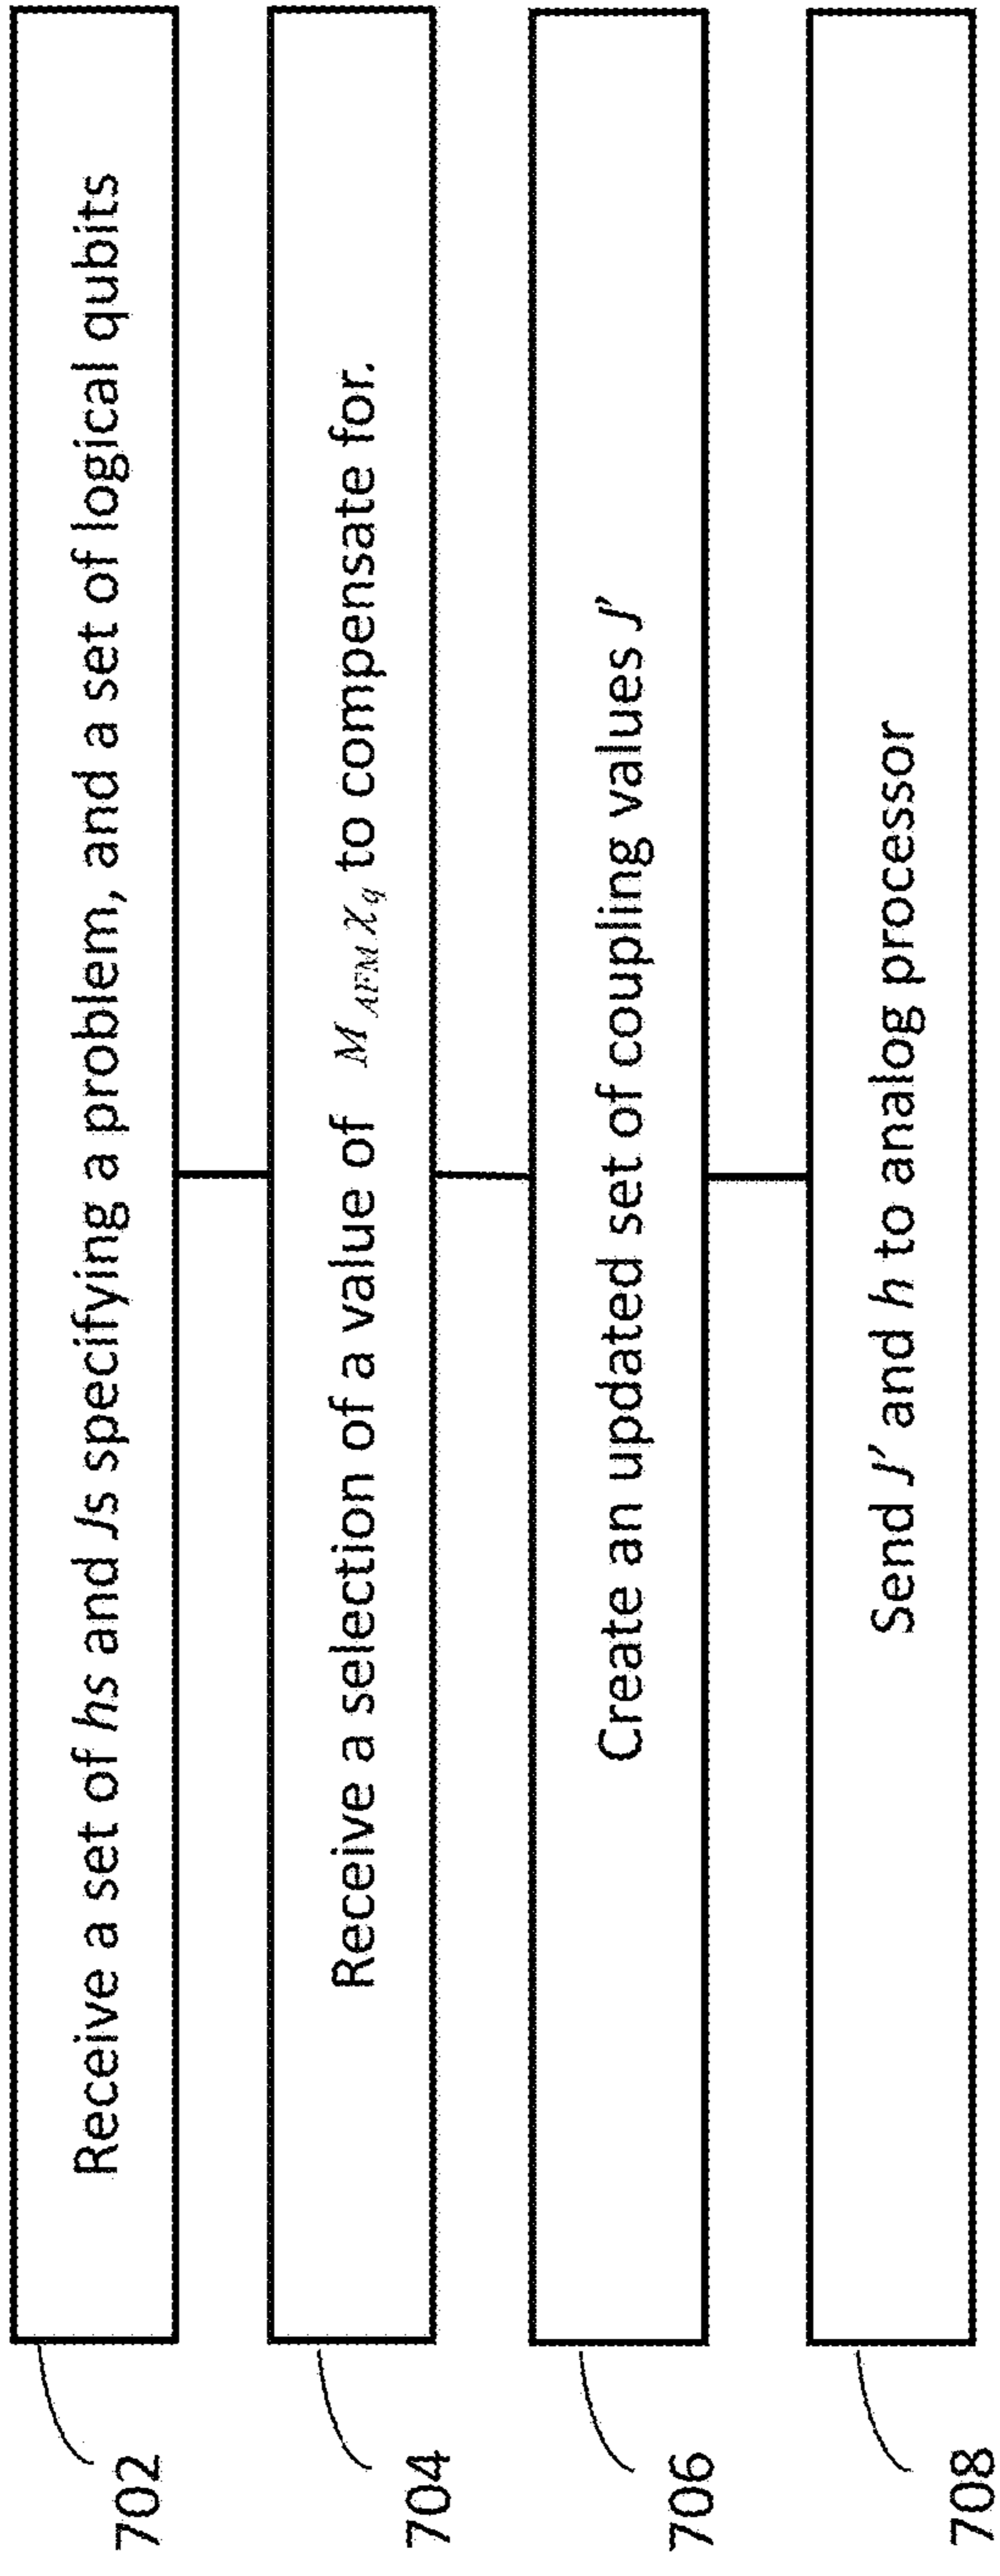 702
Receive a set of hs and Js specifying a problem, and a set of logical qubits
704
Receive a selection of a value of M_AFM χ_q to compensate for.
706
Create an updated set of coupling values J'
708
Send J' and h to analog processor